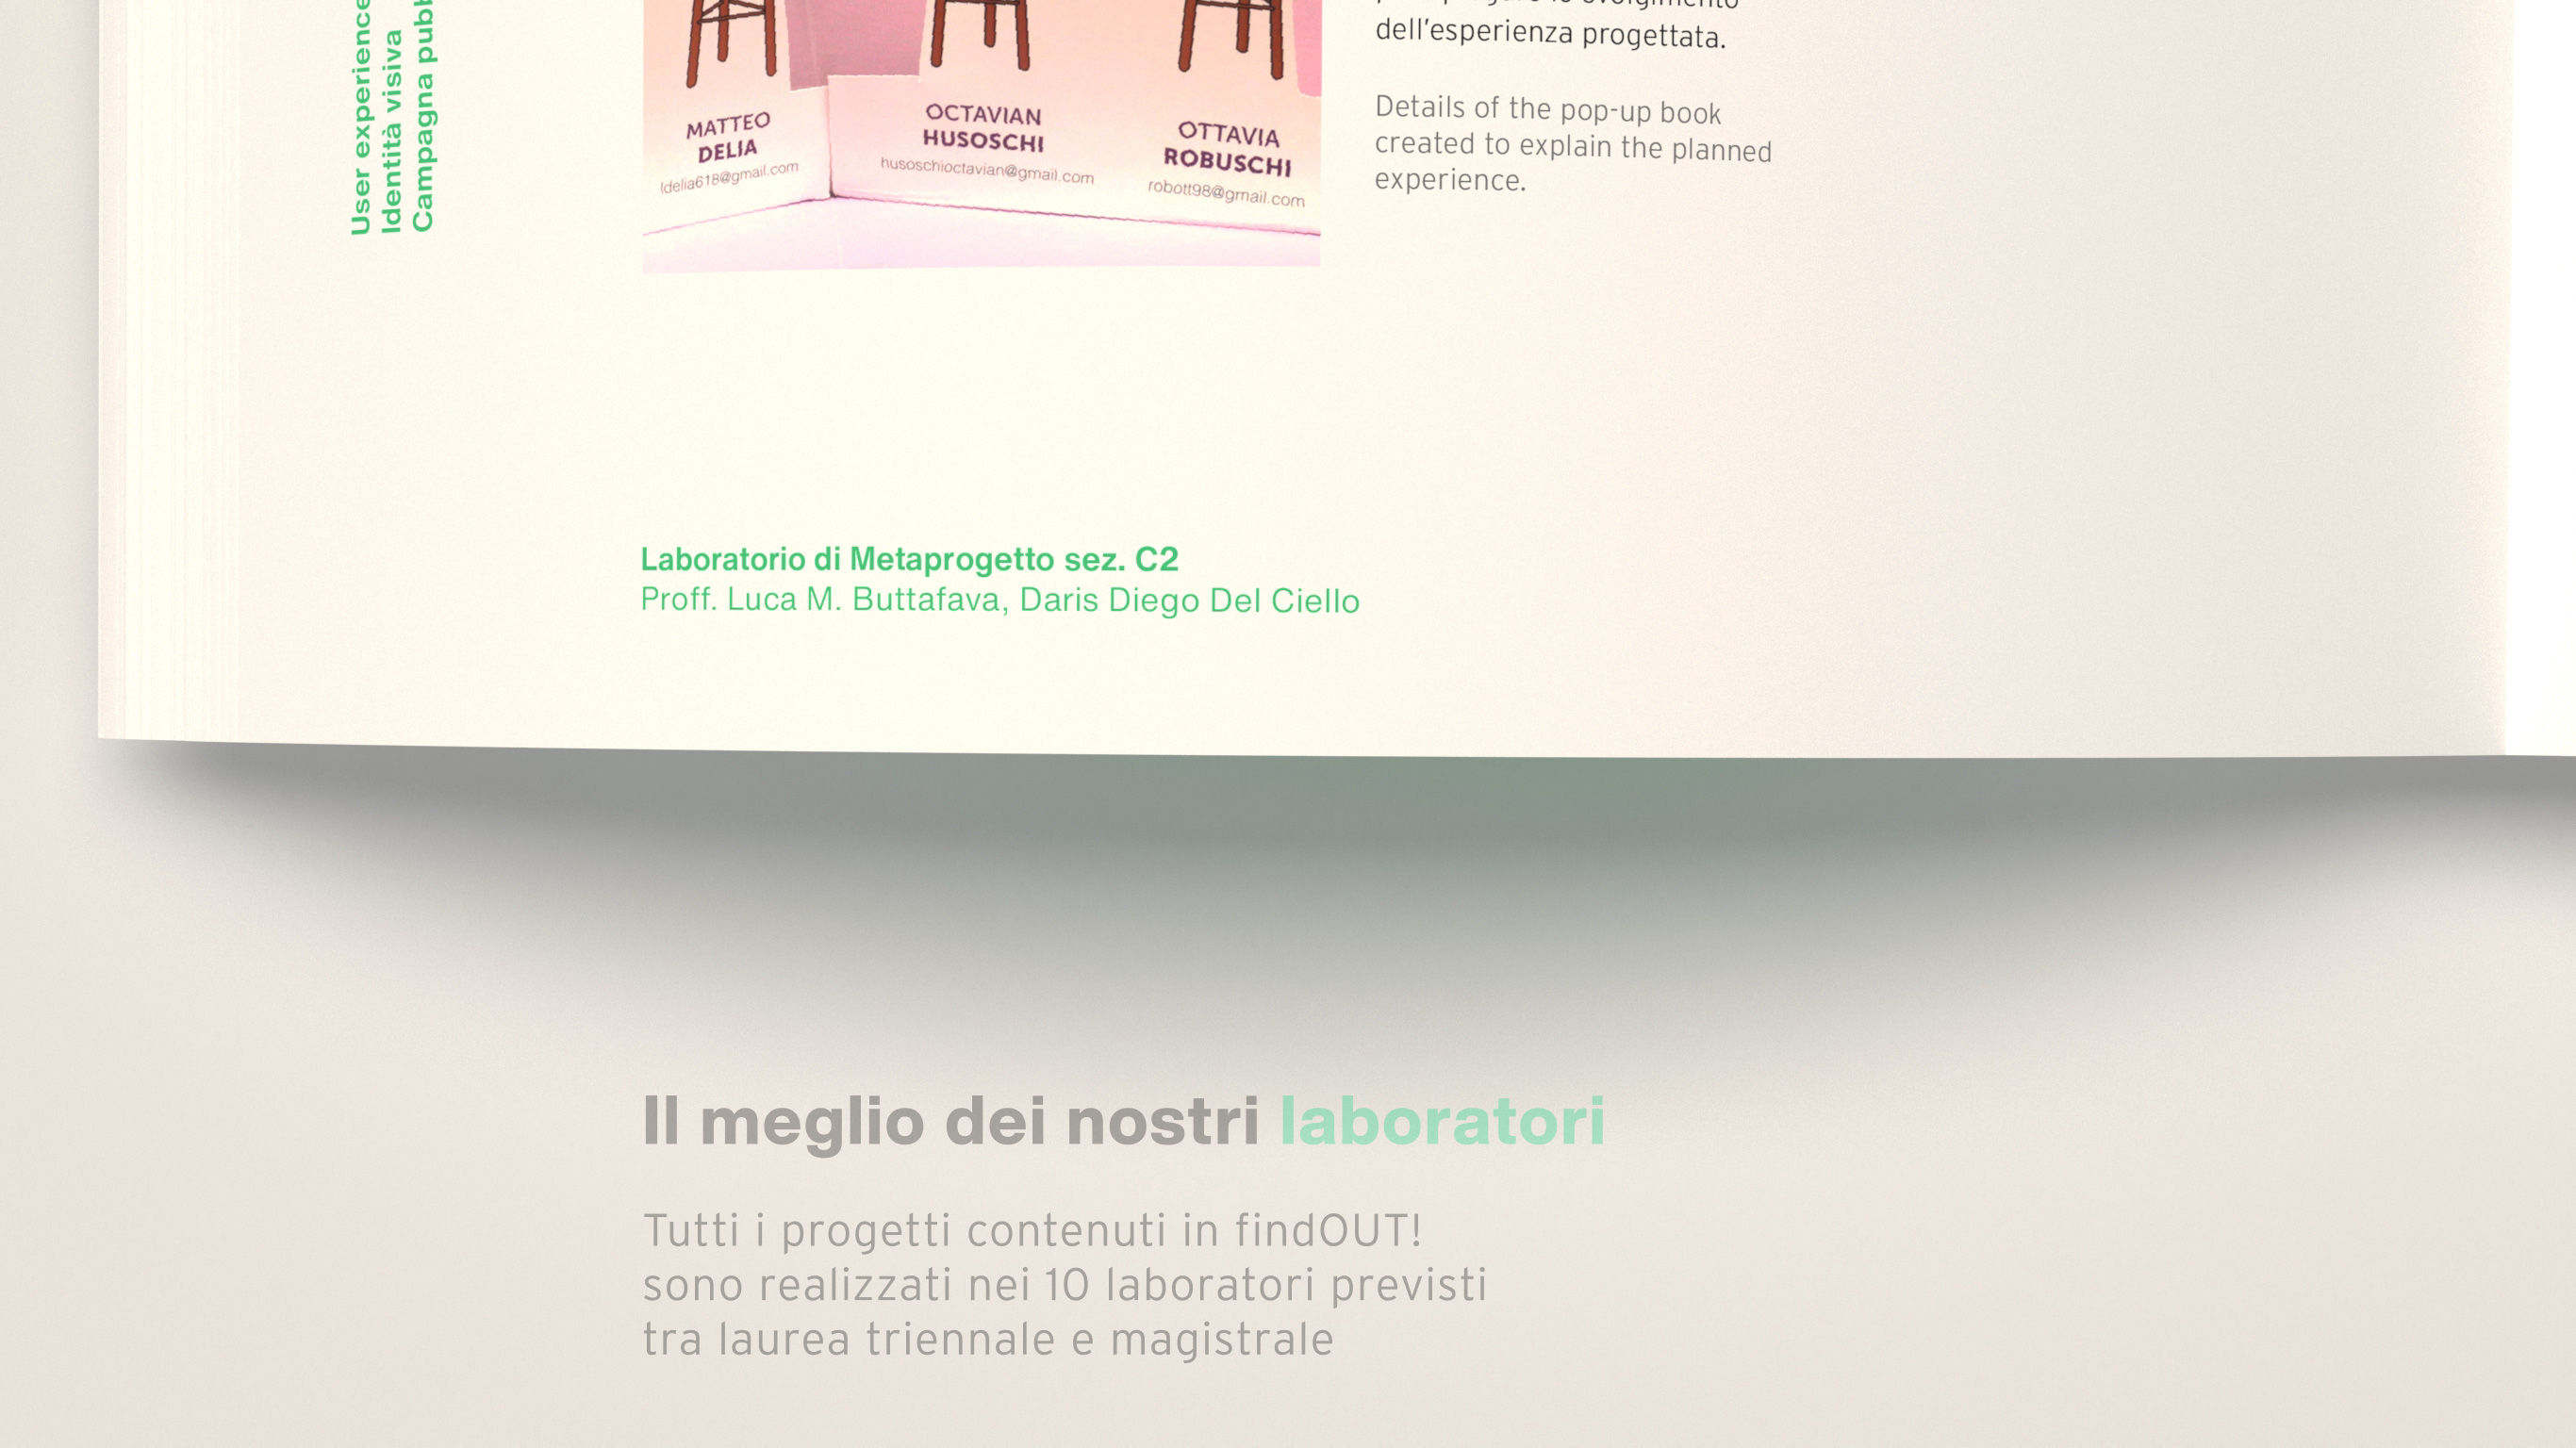 User experience
Identità visiva
Campagna
MATTEO
DELIA
ldelia618@gmail.com
OCTAVIAN
HUSOSCHI
husoschioctavian@gmail.com
OTTAVIA
ROBUSCHI
robott98@gmail.com
svolgimento
dell'esperienza progettata.
Details of the pop-up book
created to explain the planned
experience.
Laboratorio di Metaprogetto sez. C2
Proff. Luca M. Buttafava, Daris Diego Del Ciello
Il meglio dei nostri laboratori
Tutti i progetti contenuti in findOUT!
sono realizzati nei 10 laboratori previsti
tra laurea triennale e magistrale